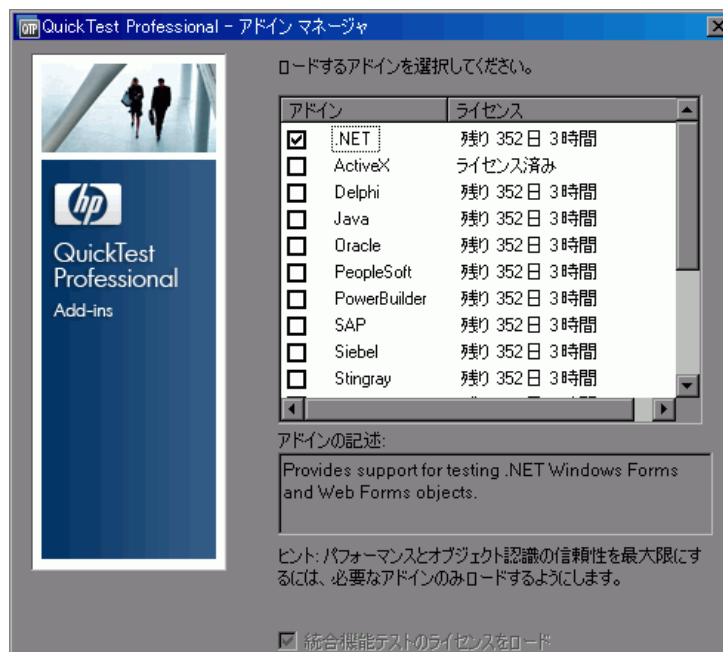 QuickTest Professional - アドイン マネージャ
ロードするアドインを選択してください。
アドイン ライセンス
.NET 残り 352 日 3 時間
ActiveX ライセンス済み
Delphi 残り 352 日 3 時間
Java 残り 352 日 3 時間
Oracle 残り 352 日 3 時間
PeopleSoft 残り 352 日 3 時間
PowerBuilder 残り 352 日 3 時間
SAP 残り 352 日 3 時間
Siebel 残り 352 日 3 時間
Stingray 残り 352 日 3 時間
hp
QuickTest
Professional
Add-ins
アドインの記述:
Provides support for testing .NET Windows Forms
and Web Forms objects.
ヒント: パフォーマンスとオブジェクト認識の信頼性を最大限にす
るには、必要なアドインのみロードするようにします。
統合機能テストのライセンスをロード